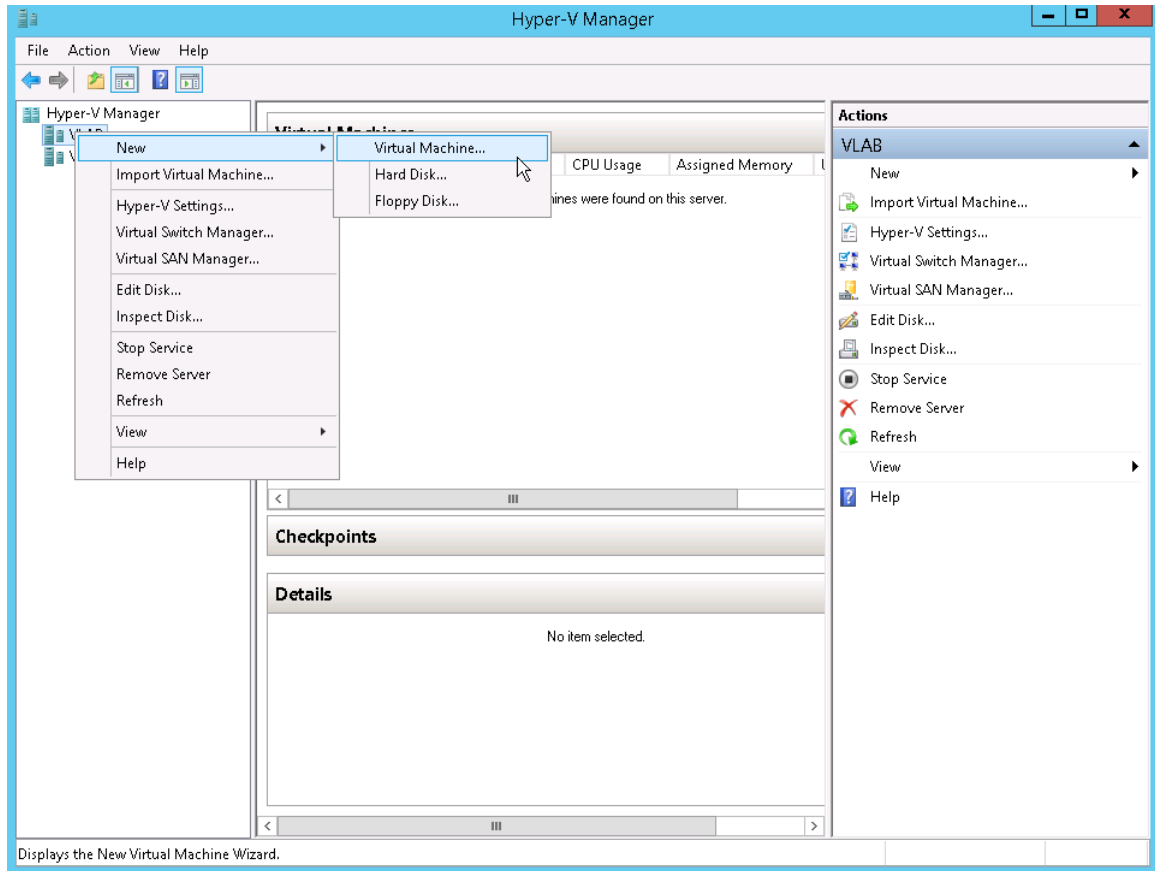 Hyper-V Manager
File Action View Help
Hyper-V Manager
New
Import Virtual Machine...
Hyper-V Settings...
Virtual Switch Manager...
Virtual SAN Manager...
Edit Disk...
Inspect Disk...
Stop Service
Remove Server
Refresh
View
Help
Virtual Machine...
Hard Disk...
Floppy Disk...
Virtual Machines
CPU Usage Assigned Memory
were found on this server.
Checkpoints
Details
No item selected.
Actions
VLAB
New
Import Virtual Machine...
Hyper-V Settings...
Virtual Switch Manager...
Virtual SAN Manager...
Edit Disk...
Inspect Disk...
Stop Service
Remove Server
Refresh
View
Help
Displays the New Virtual Machine Wizard.